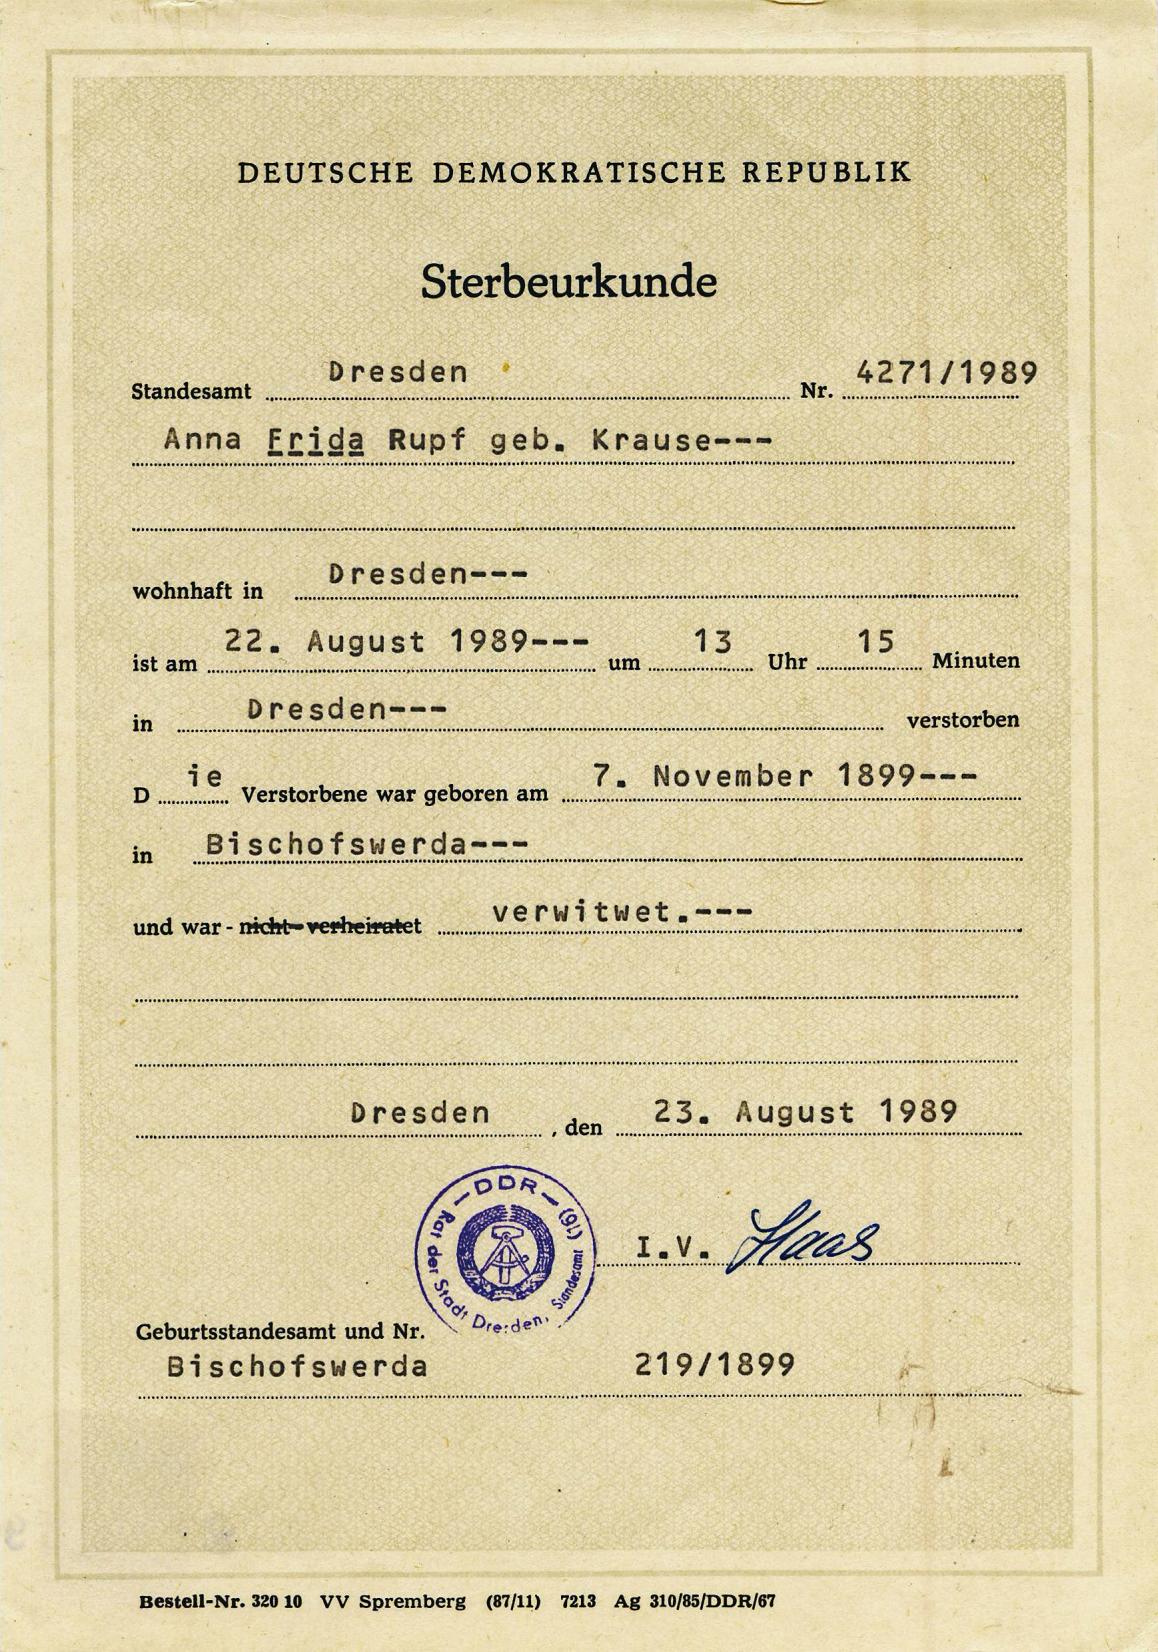 DEUTSCHE DEMOKRATISCHE REPUBLIK
Sterbeurkunde
Standesamt Dresden Nr. 4271/1989
Anna Frida Rupf geb. Krause---
wohnhaft in Dresden---
ist am 22. August 1989--- um 13 Uhr 15 Minuten
in Dresden--- verstorben
D ie Verstorbene war geboren am 7. November 1899---
in Bischofswerda---
und war - nicht verheiratet verwitwet.---
Dresden , den 23. August 1989
DDR
Rat der Stadt Dresden, Standesamt (16)
I.V. Haas
Geburtsstandesamt und Nr.
Bischofswerda 219/1899
Bestell-Nr. 320 10 VV Spremberg (87/11) 7213 Ag 310/85/DDR/67